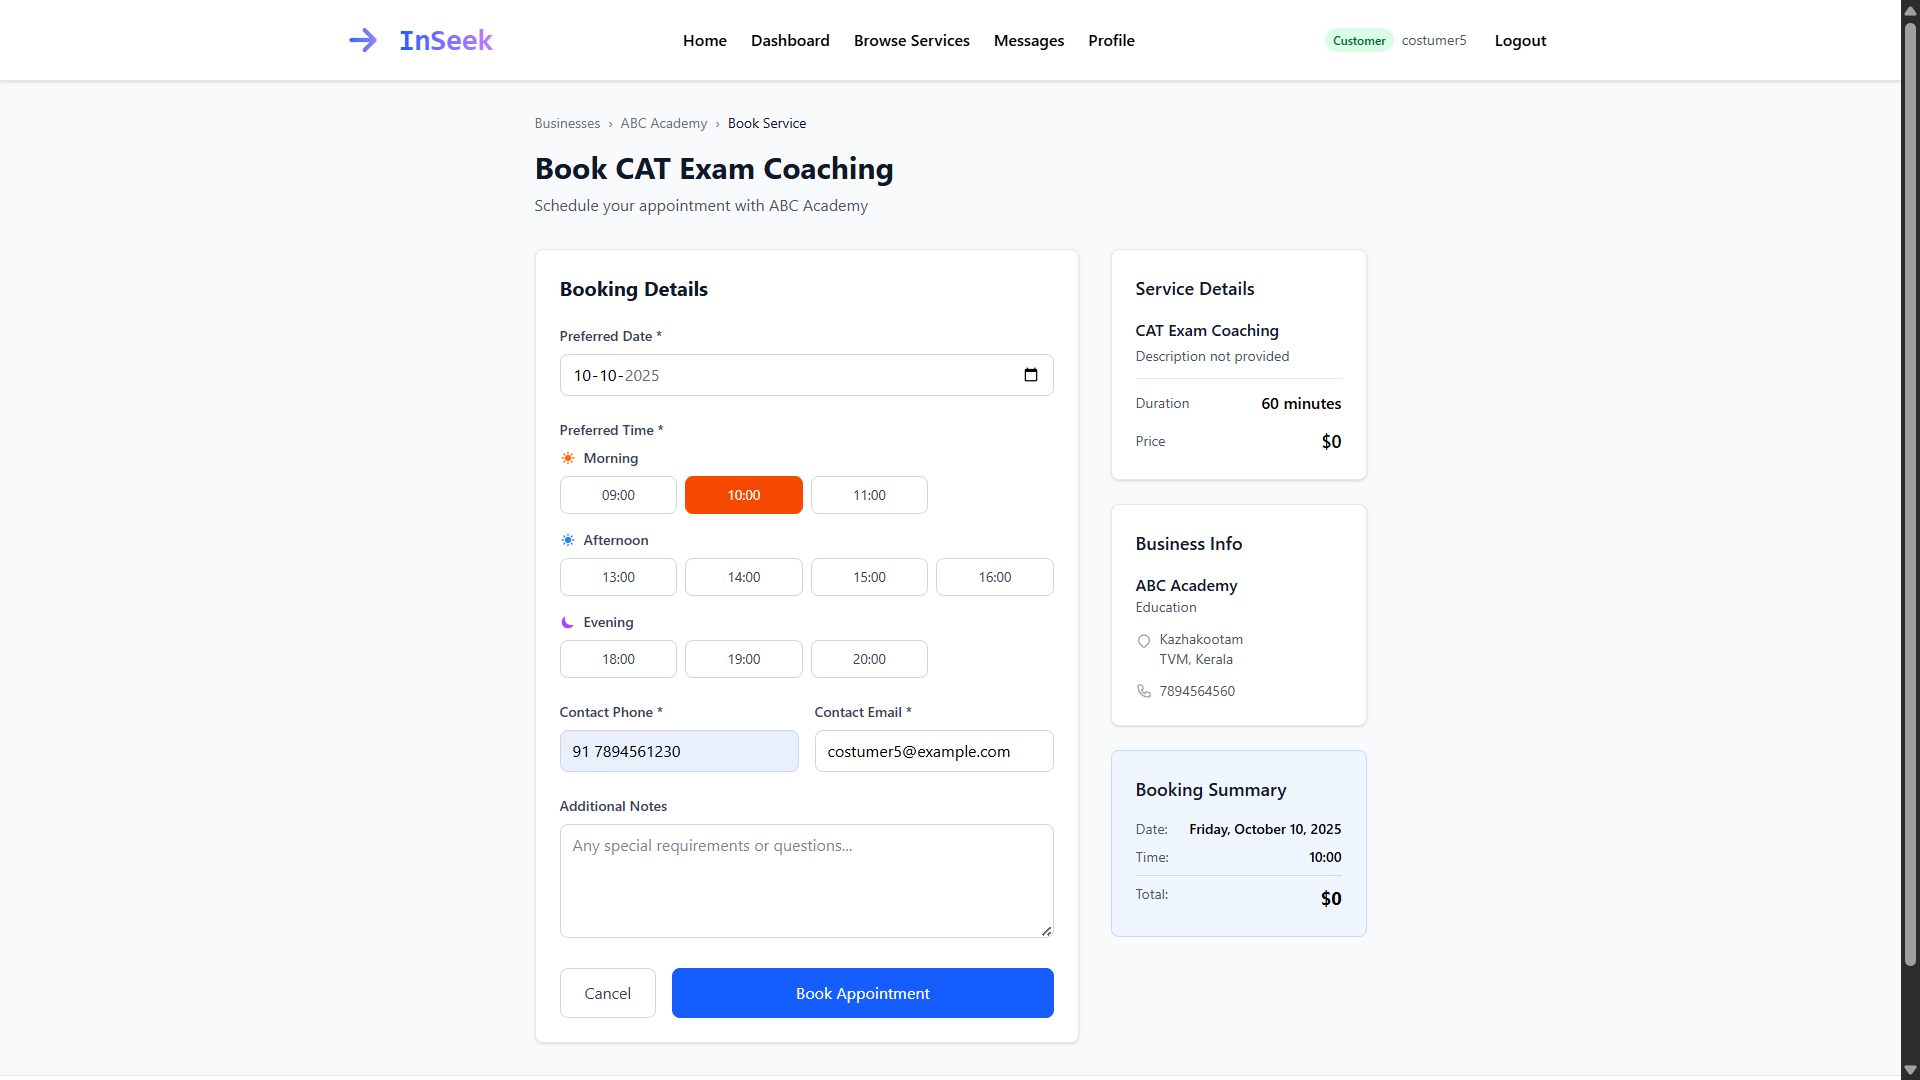 InSeek
Home Dashboard Browse Services Messages Profile
Customer costumer5 Logout
Businesses › ABC Academy › Book Service
Book CAT Exam Coaching
Schedule your appointment with ABC Academy
Booking Details
Preferred Date *
10-10-2025
Preferred Time *
Morning
09:00 10:00 11:00
Afternoon
13:00 14:00 15:00 16:00
Evening
18:00 19:00 20:00
Contact Phone * Contact Email *
91 7894561230 costumer5@example.com
Additional Notes
Any special requirements or questions...
Cancel Book Appointment
Service Details
CAT Exam Coaching
Description not provided
Duration 60 minutes
Price $0
Business Info
ABC Academy
Education
Kazhakootam
TVM, Kerala
7894564560
Booking Summary
Date: Friday, October 10, 2025
Time: 10:00
Total: $0